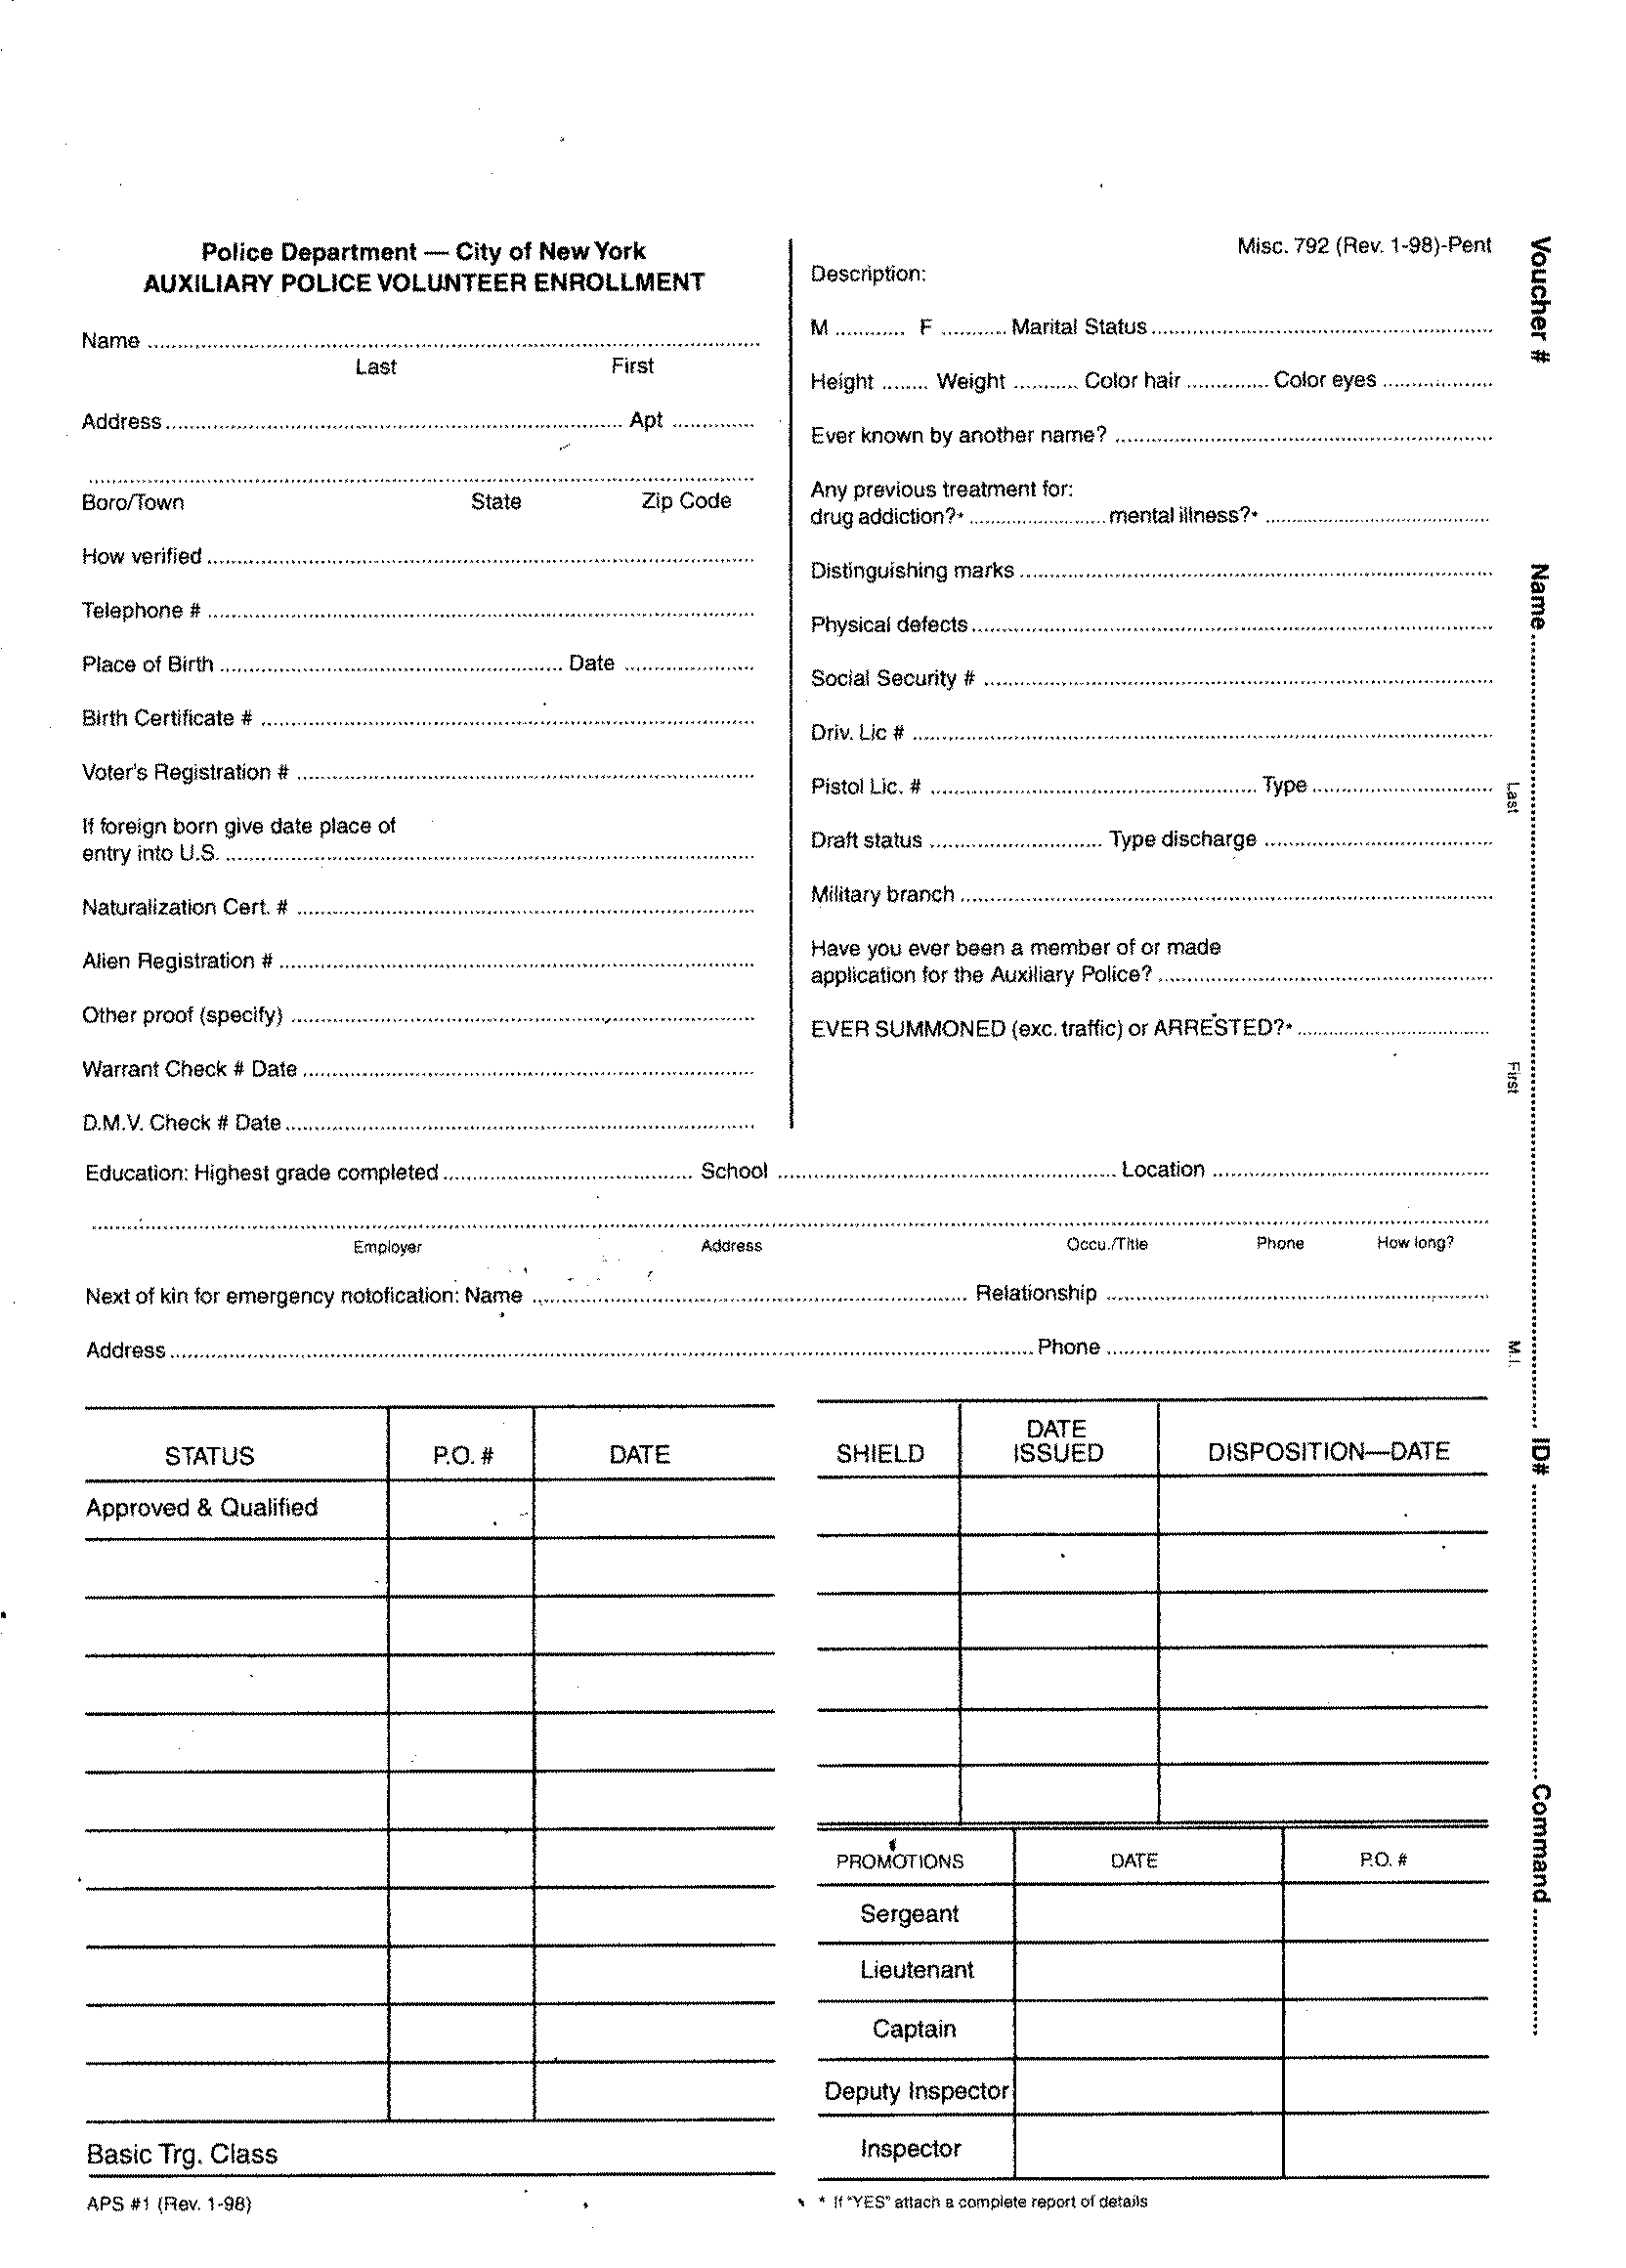 Police Department — City of New York
AUXILIARY POLICE VOLUNTEER ENROLLMENT
Name
Last First
Address Apt
Boro/Town State Zip Code
How verified
Telephone #
Place of Birth Date
Birth Certificate #
Voter's Registration #
If foreign born give date place of
entry into U.S.
Naturalization Cert. #
Alien Registration #
Other proof (specify)
Warrant Check # Date
D.M.V. Check # Date
Misc. 792 (Rev. 1-98)-Pent
Description:
M F Marital Status
Height Weight Color hair Color eyes
Ever known by another name?
Any previous treatment for:
drug addiction?* mental illness?*
Distinguishing marks
Physical defects
Social Security #
Driv. Lic #
Pistol Lic. # Type
Draft status Type discharge
Military branch
Have you ever been a member of or made
application for the Auxiliary Police?
EVER SUMMONED (exc. traffic) or ARRESTED?*
Education: Highest grade completed School Location
Employer Address Occu./Title Phone How long?
Next of kin for emergency notofication: Name Relationship
Address Phone
STATUS P.O. # DATE
Approved & Qualified
Basic Trg. Class
APS #1 (Rev. 1-98)
SHIELD DATE ISSUED DISPOSITION—DATE
PROMOTIONS DATE P.O. #
Sergeant
Lieutenant
Captain
Deputy Inspector
Inspector
* If "YES" attach a complete report of details
Voucher # Name ID# Command
Last First M.I.